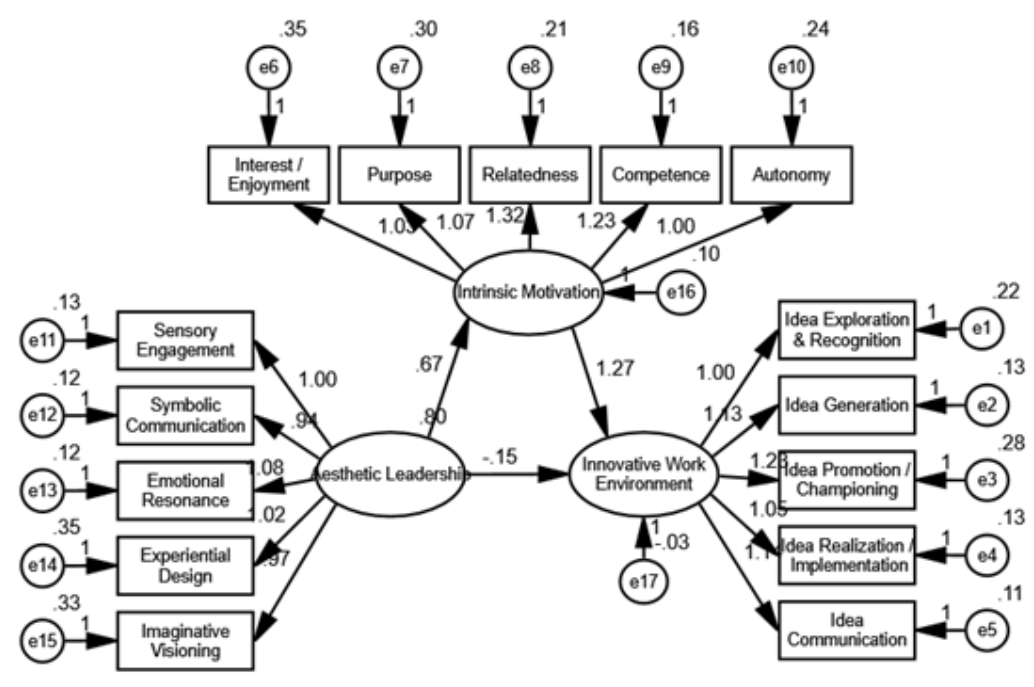 .35 .30 .21 .16 .24
e6 e7 e8 e9 e10
1 1 1 1 1
Interest /
Enjoyment
Purpose
Relatedness
Competence
Autonomy
1.07 1.32 1.23 1.00
.10
Intrinsic Motivation
1
e16
.13
e11
1
Sensory
Engagement
.12
e12
1
Symbolic
Communication
.12
e13
1
Emotional
Resonance
.35
e14
1
Experiential
Design
.33
e15
1
Imaginative
Visioning
1.00
.94
1.08
1.02
.97
.67
.80
Aesthetic Leadership
-.15
1.27
Innovative Work
Environment
1
-.03
e17
1.00
1.13
1.05
Idea Exploration
& Recognition
1
.22
e1
Idea Generation
1
.13
e2
Idea Promotion /
Championing
1
.28
e3
Idea Realization /
Implementation
1
.13
e4
Idea
Communication
1
.11
e5